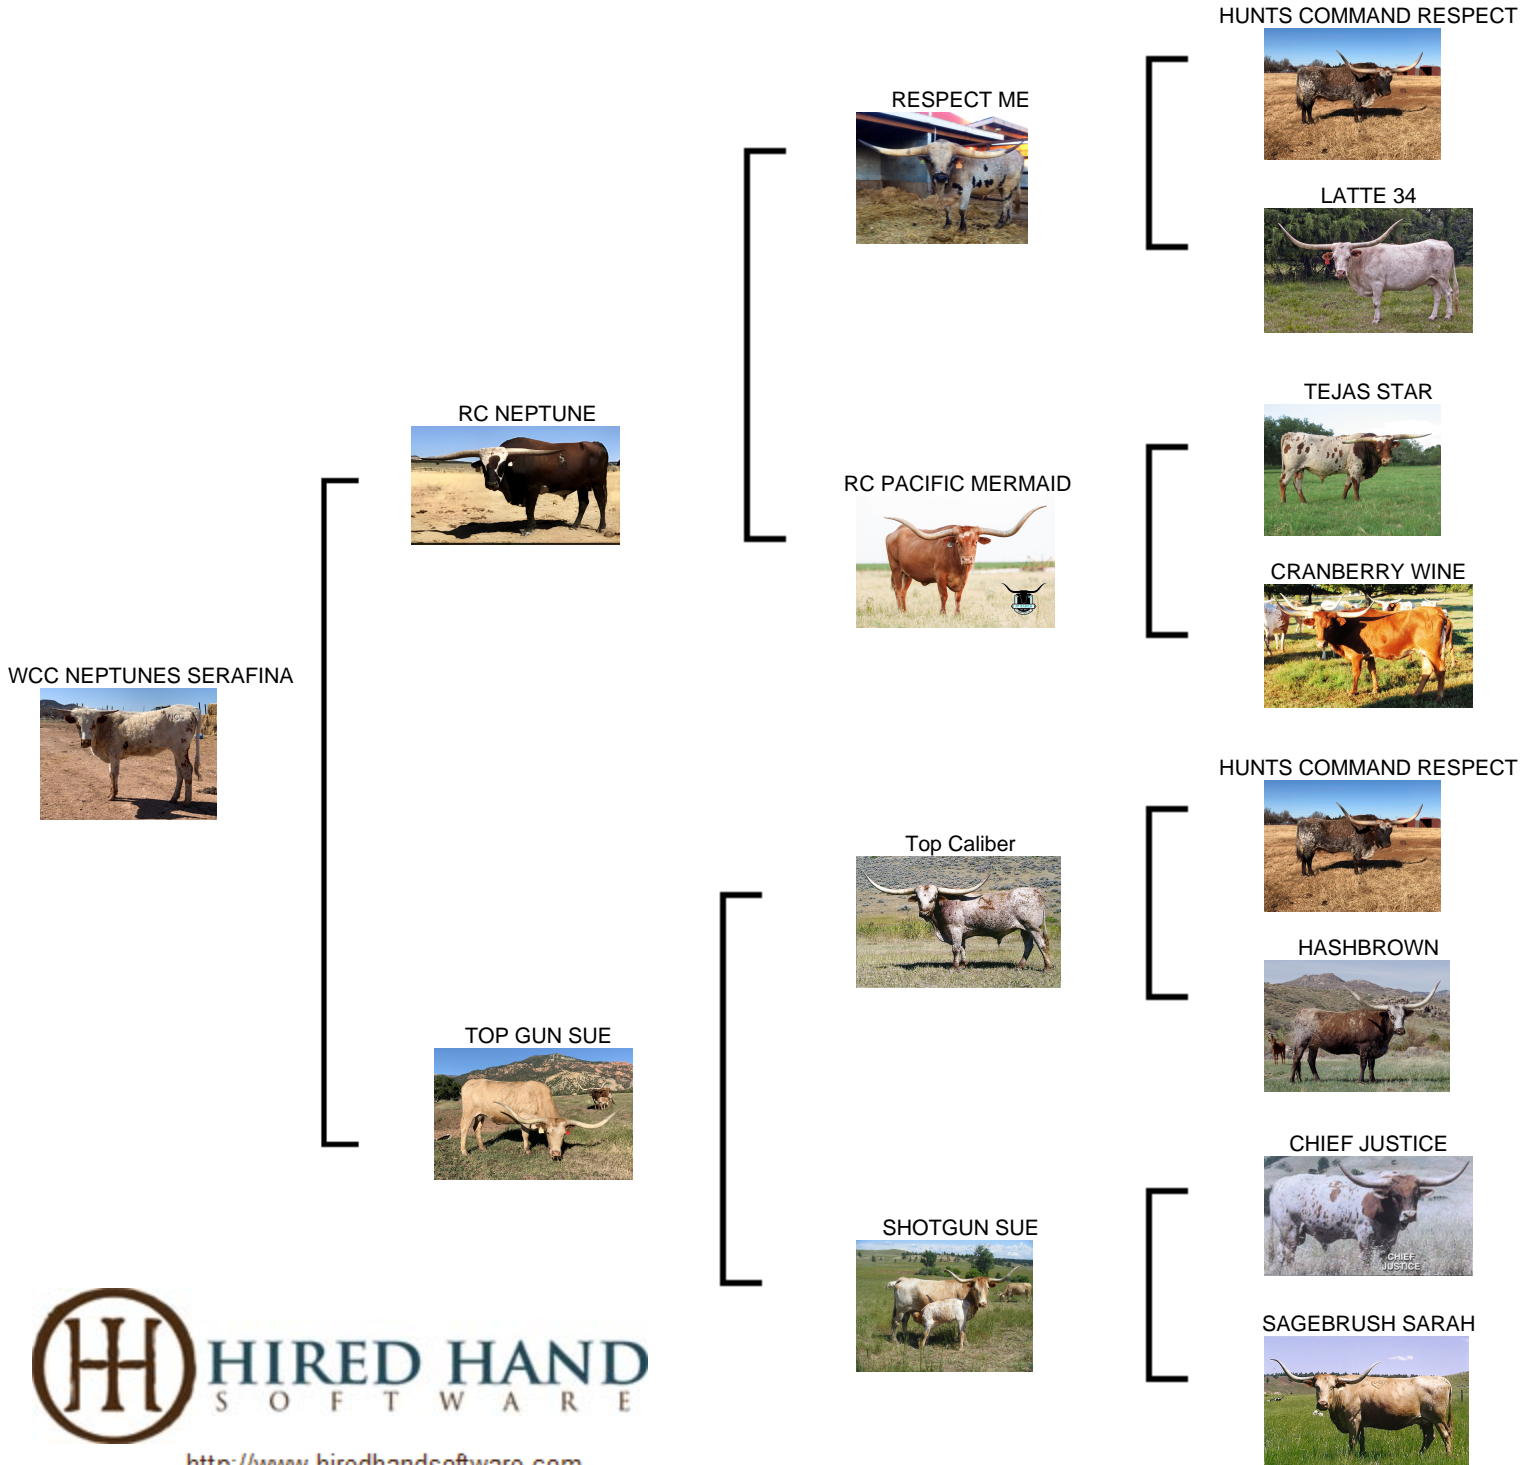 HUNTS COMMAND RESPECT
RESPECT ME
LATTE 34
TEJAS STAR
RC NEPTUNE
RC PACIFIC MERMAID
CRANBERRY WINE
WCC NEPTUNES SERAFINA
HUNTS COMMAND RESPECT
Top Caliber
HASHBROWN
TOP GUN SUE
CHIEF JUSTICE
SHOTGUN SUE
CHIEF
JUSTICE
SAGEBRUSH SARAH
HIRED HAND
SOFTWARE
http://www.hiredhandsoftware.com